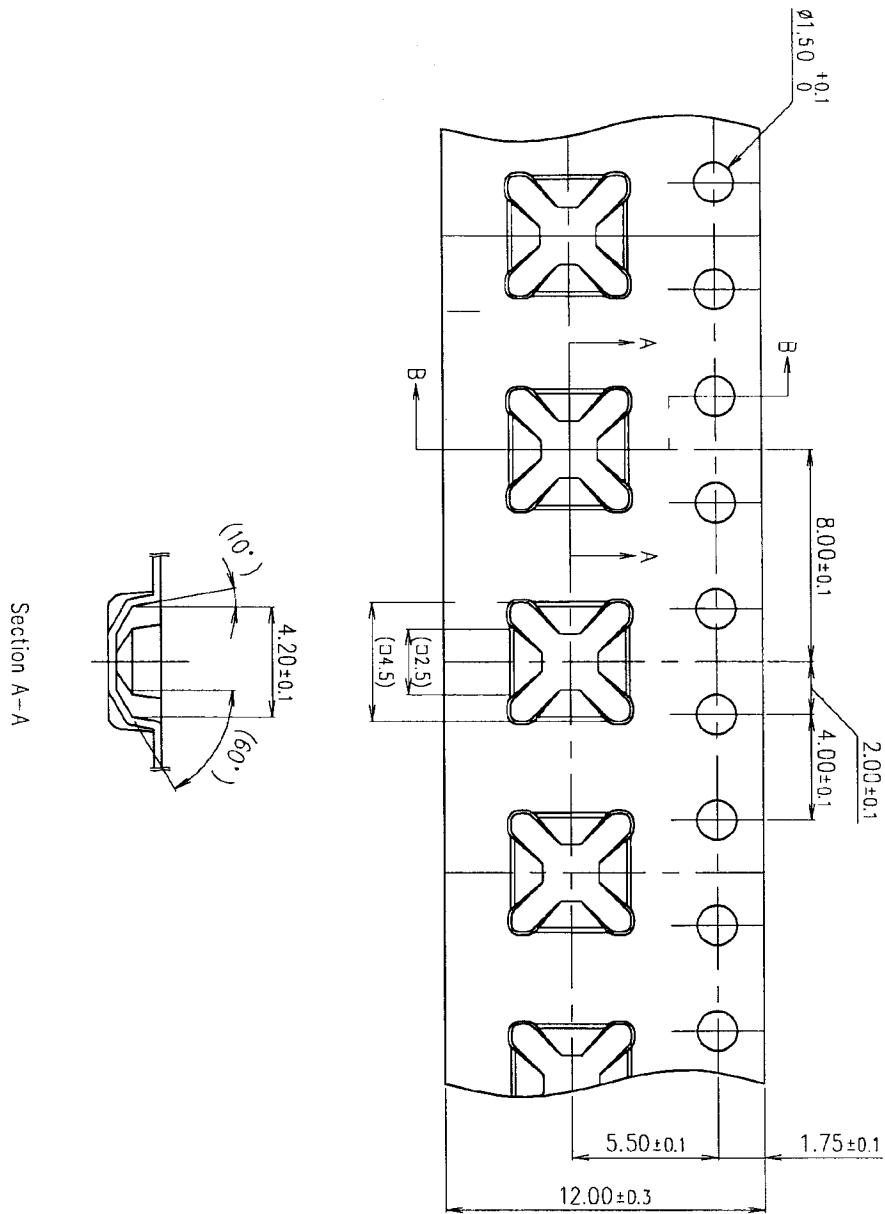 ø1.50 +0.1 0
A
B
B
A
8.00±0.1
2.00±0.1
4.00±0.1
(□2.5)
(□4.5)
(10°)
4.20±0.1
(60°)
Section A-A
5.50±0.1
1.75±0.1
12.00±0.3